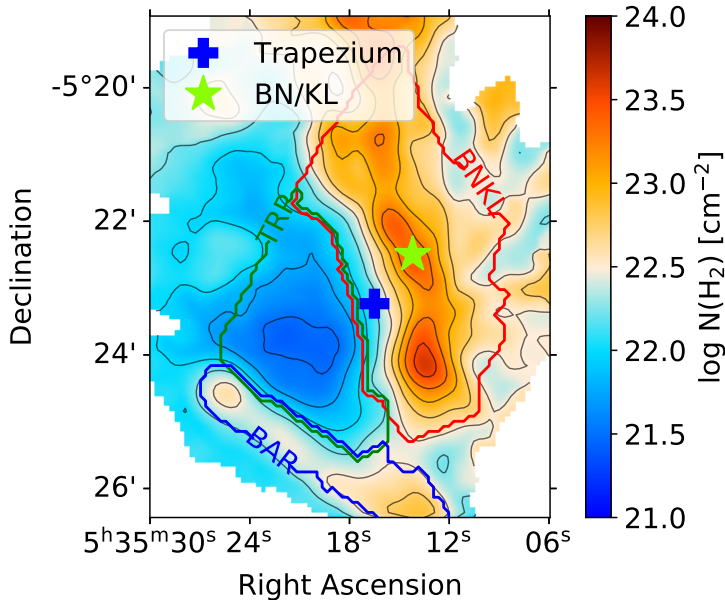 Trapezium
BN/KL
BNKL
TRP
BAR
-5°20'
22'
24'
26'
5ʰ35ᵐ30ˢ 24ˢ 18ˢ 12ˢ 06ˢ
Right Ascension
Declination
24.0
23.5
23.0
22.5
22.0
21.5
21.0
log N(H₂) [cm⁻²]